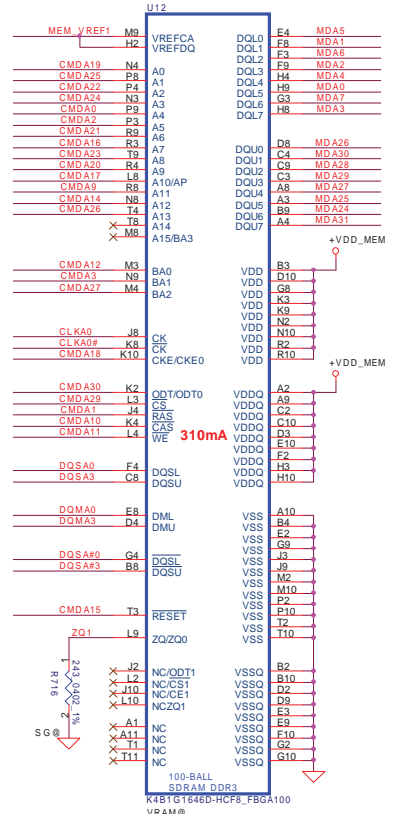 U12
MEM_VREF1 M9 VREFCA DQL0 E4 MDA5
H2 VREFDQ DQL1 F8 MDA1
DQL2 F3 MDA6
CMDA19 N4 A0 DQL3 F9 MDA2
CMDA25 P8 A1 DQL4 H4 MDA4
CMDA22 P4 A2 DQL5 H9 MDA0
CMDA24 N3 A3 DQL6 G3 MDA7
CMDA0 P9 A4 DQL7 H8 MDA3
CMDA2 P3 A5
CMDA21 R9 A6
CMDA16 R3 A7 DQU0 D8 MDA26
CMDA23 T9 A8 DQU1 C4 MDA30
CMDA20 R4 A9 DQU2 C9 MDA28
CMDA17 L8 A10/AP DQU3 C3 MDA29
CMDA9 R8 A11 DQU4 A8 MDA27
CMDA14 N8 A12 DQU5 A3 MDA25
CMDA26 T4 A13 DQU6 B9 MDA24
T8 A14 DQU7 A4 MDA31
M8 A15/BA3
+VDD_MEM
CMDA12 M3 BA0 VDD B3
CMDA3 N9 BA1 VDD D10
CMDA27 M4 BA2 VDD G8
VDD K3
VDD K9
VDD N2
CLKA0 J8 CK VDD N10
CLKA0# K8 CK VDD R2
CMDA18 K10 CKE/CKE0 VDD R10
+VDD_MEM
CMDA30 K2 ODT/ODT0 VDDQ A2
CMDA29 L3 CS VDDQ A9
CMDA1 J4 RAS VDDQ C2
CMDA10 K4 CAS VDDQ C10
CMDA11 L4 WE VDDQ D3
310mA
VDDQ E10
VDDQ F2
DQSA0 F4 DQSL VDDQ H3
DQSA3 C8 DQSU VDDQ H10
DQMA0 E8 DML VSS A10
DQMA3 D4 DMU VSS B4
VSS E2
VSS G9
DQSA#0 G4 DQSL VSS J3
DQSA#3 B8 DQSU VSS J9
VSS M2
VSS M10
VSS P2
CMDA15 T3 RESET VSS P10
VSS T2
ZQ1 L9 ZQ/ZQ0 VSS T10
J2 NC/ODT1 VSSQ B2
L2 NC/CS1 VSSQ B10
J10 NC/CE1 VSSQ D2
L10 NCZQ1 VSSQ D9
VSSQ E3
A1 NC VSSQ E9
A11 NC VSSQ F10
T1 NC VSSQ G2
T11 NC VSSQ G10
1
R716
243_0402_1%
2
SG@
100-BALL
SDRAM DDR3
K4B1G1646D-HCF8_FBGA100
VRAM@